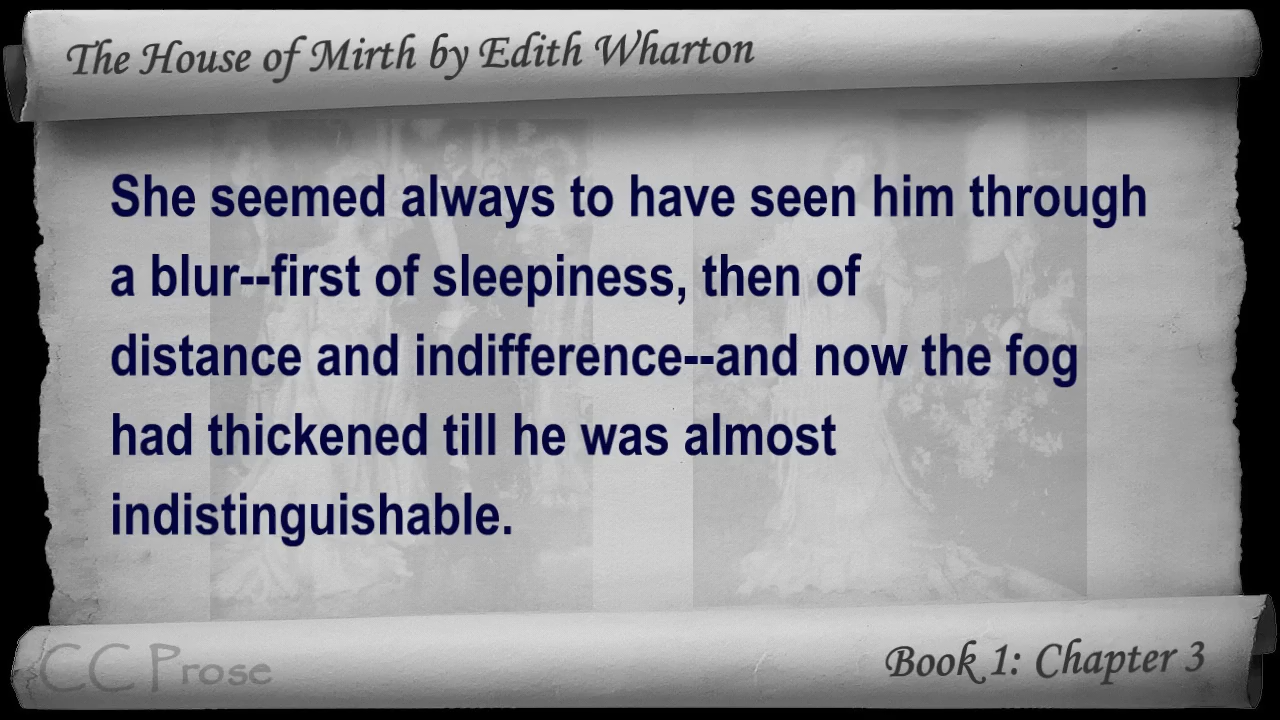 The House of Mirth by Edith Wharton
She seemed always to have seen him through
a blur--first of sleepiness, then of
distance and indifference--and now the fog
had thickened till he was almost
indistinguishable.
CC Prose
Book 1: Chapter 3